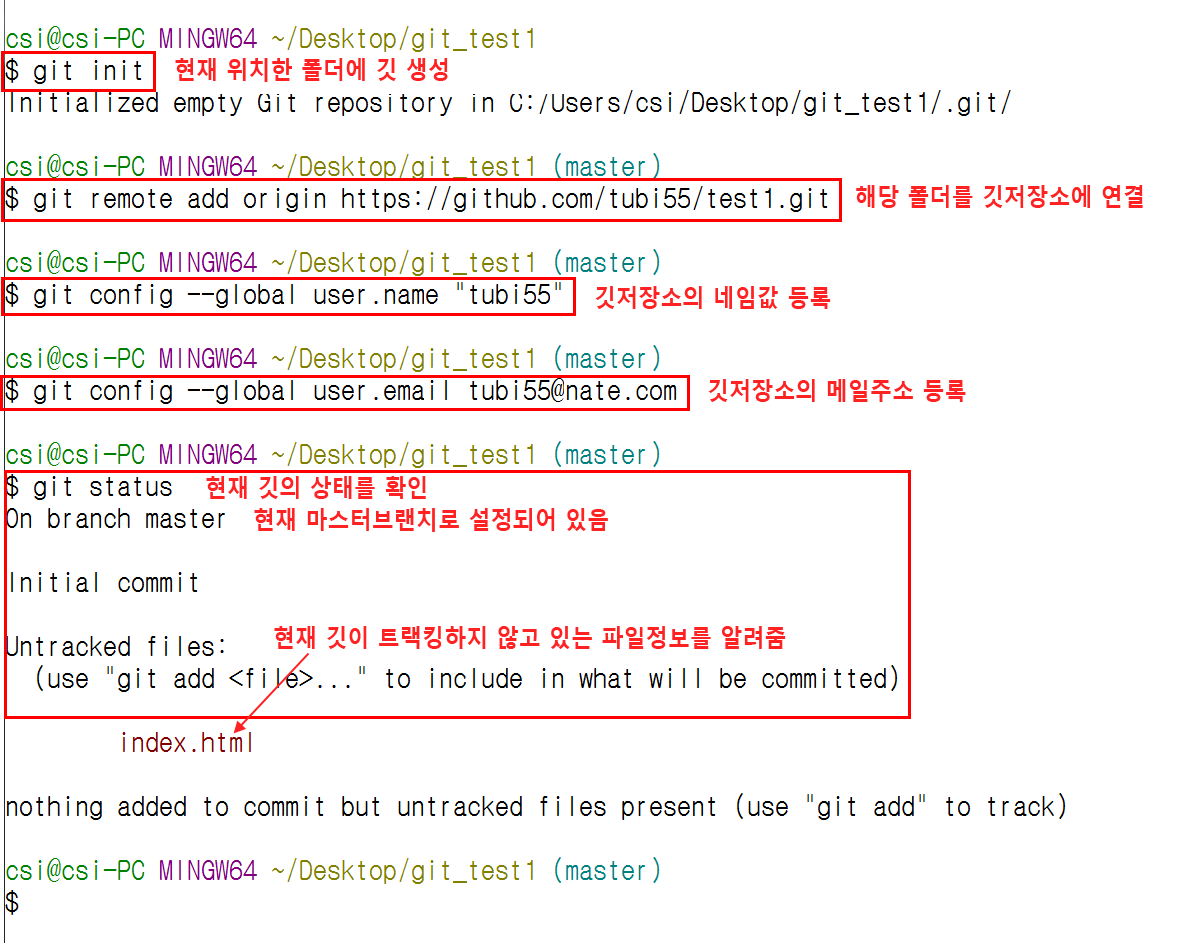 csi@csi-PC MINGW64 ~/Desktop/git_test1
$ git init 현재 위치한 폴더에 깃 생성
Initialized empty Git repository in C:/Users/csi/Desktop/git_test1/.git/
csi@csi-PC MINGW64 ~/Desktop/git_test1 (master)
$ git remote add origin https://github.com/tubi55/test1.git 해당 폴더를 깃저장소에 연결
csi@csi-PC MINGW64 ~/Desktop/git_test1 (master)
$ git config --global user.name "tubi55" 깃저장소의 네임값 등록
csi@csi-PC MINGW64 ~/Desktop/git_test1 (master)
$ git config --global user.email tubi55@nate.com 깃저장소의 메일주소 등록
csi@csi-PC MINGW64 ~/Desktop/git_test1 (master)
$ git status 현재 깃의 상태를 확인
On branch master 현재 마스터브랜치로 설정되어 있음
Initial commit
Untracked files: 현재 깃이 트랙킹하지 않고 있는 파일정보를 알려줌
(use "git add <file>..." to include in what will be committed)
index.html
nothing added to commit but untracked files present (use "git add" to track)
csi@csi-PC MINGW64 ~/Desktop/git_test1 (master)
$